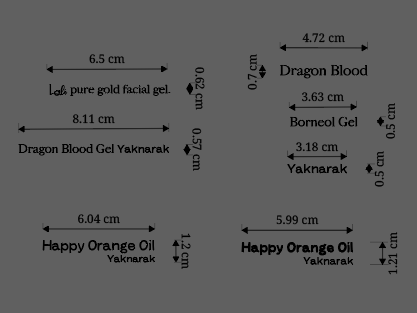 6.5 cm
Lab pure gold facial gel.
0.62 cm
8.11 cm
Dragon Blood Gel Yaknarak
0.57 cm
4.72 cm
Dragon Blood
0.7 cm
3.63 cm
Borneol Gel
0.5 cm
3.18 cm
Yaknarak
0.5 cm
6.04 cm
Happy Orange Oil
Yaknarak
1.2 cm
5.99 cm
Happy Orange Oil
Yaknarak
1.21 cm